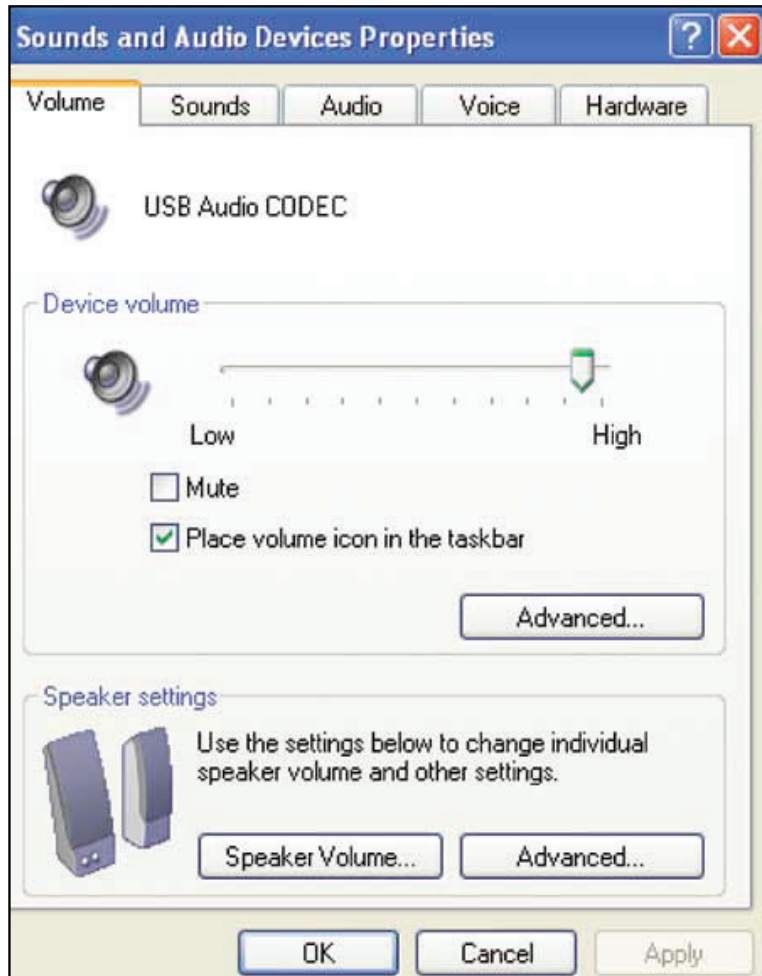 Sounds and Audio Devices Properties
Volume Sounds Audio Voice Hardware
USB Audio CODEC
Device volume
Low High
Mute
Place volume icon in the taskbar
Advanced...
Speaker settings
Use the settings below to change individual
speaker volume and other settings.
Speaker Volume... Advanced...
OK Cancel Apply